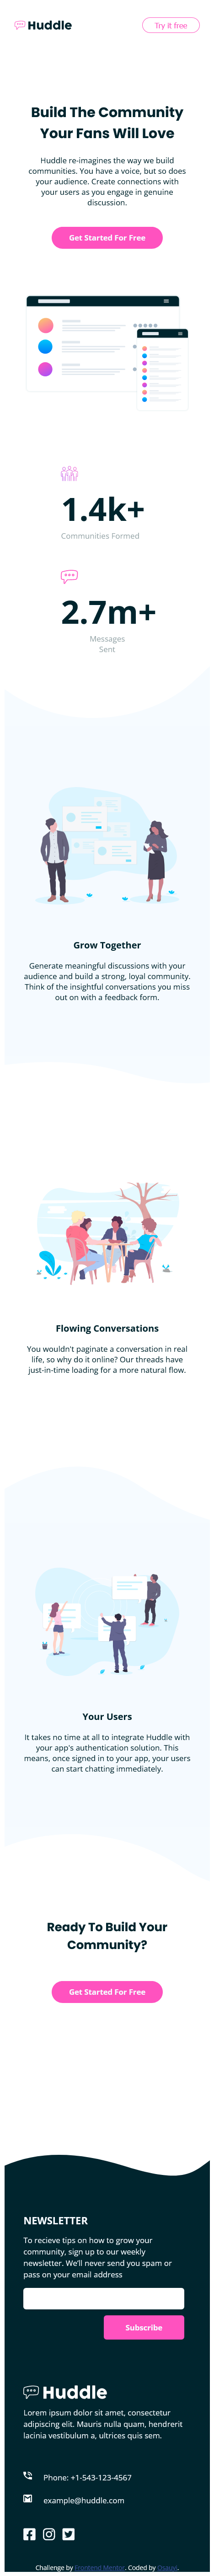 Huddle
Try it free
Build The Community
Your Fans Will Love
Huddle re-imagines the way we build
communities. You have a voice, but so does
your audience. Create connections with
your users as you engage in genuine
discussion.
Get Started For Free
1.4k+
Communities Formed
2.7m+
Messages
Sent
Grow Together
Generate meaningful discussions with your
audience and build a strong, loyal community.
Think of the insightful conversations you miss
out on with a feedback form.
Flowing Conversations
You wouldn't paginate a conversation in real
life, so why do it online? Our threads have
just-in-time loading for a more natural flow.
Your Users
It takes no time at all to integrate Huddle with
your app's authentication solution. This
means, once signed in to your app, your users
can start chatting immediately.
Ready To Build Your
Community?
Get Started For Free
NEWSLETTER
To recieve tips on how to grow your
community, sign up to our weekly
newsletter. We'll never send you spam or
pass on your email address
Subscribe
Huddle
Lorem ipsum dolor sit amet, consectetur
adipiscing elit. Mauris nulla quam, hendrerit
lacinia vestibulum a, ultrices quis sem.
Phone: +1-543-123-4567
example@huddle.com
Challenge by Frontend Mentor. Coded by